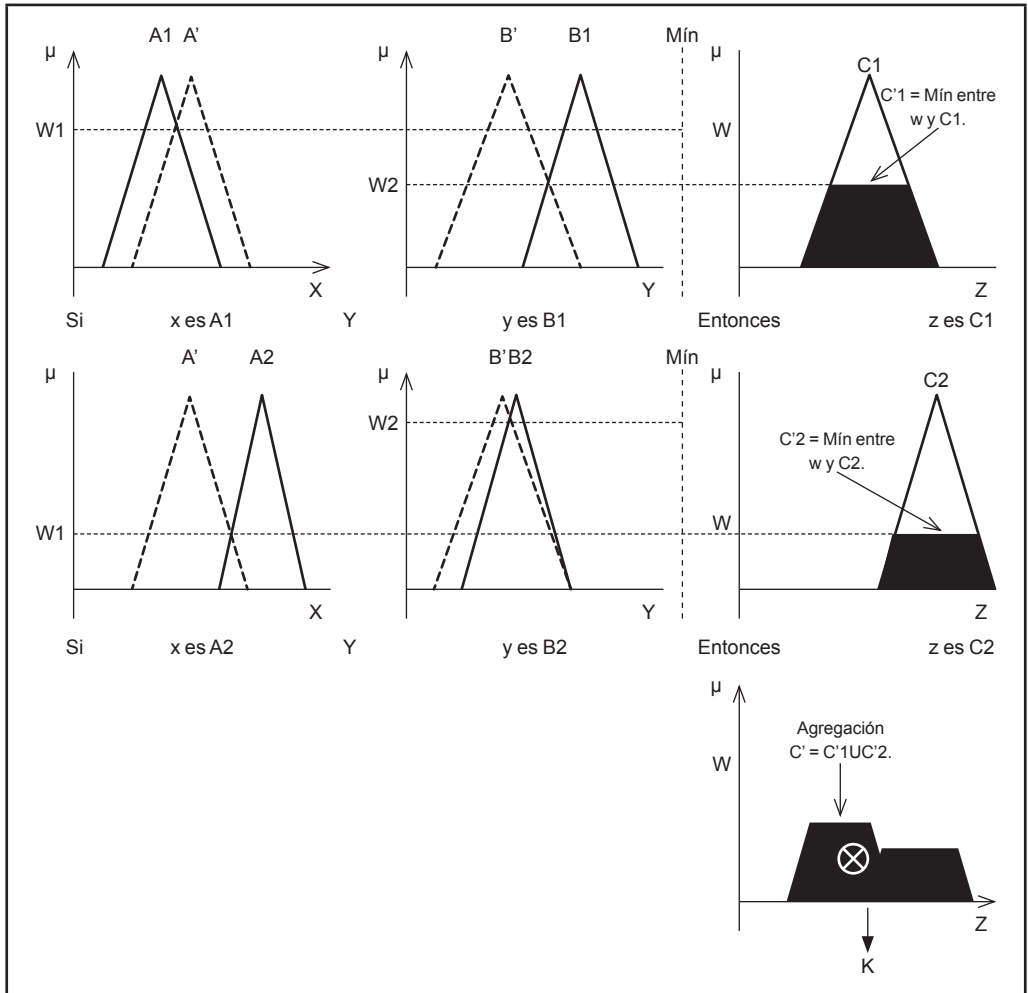 A1 A’ B’ B1 Mín
µ µ µ
C1
C’1 = Mín entre
w y C1.
W1 W
W2
X Y Z
Si x es A1 Y y es B1 Entonces z es C1
A’ A2 B’ B2 Mín
µ µ µ
C2
W2
C’2 = Mín entre
w y C2.
W1 W
X Y Z
Si x es A2 Y y es B2 Entonces z es C2
µ
Agregación
C’ = C’1UC’2.
W
Z
K